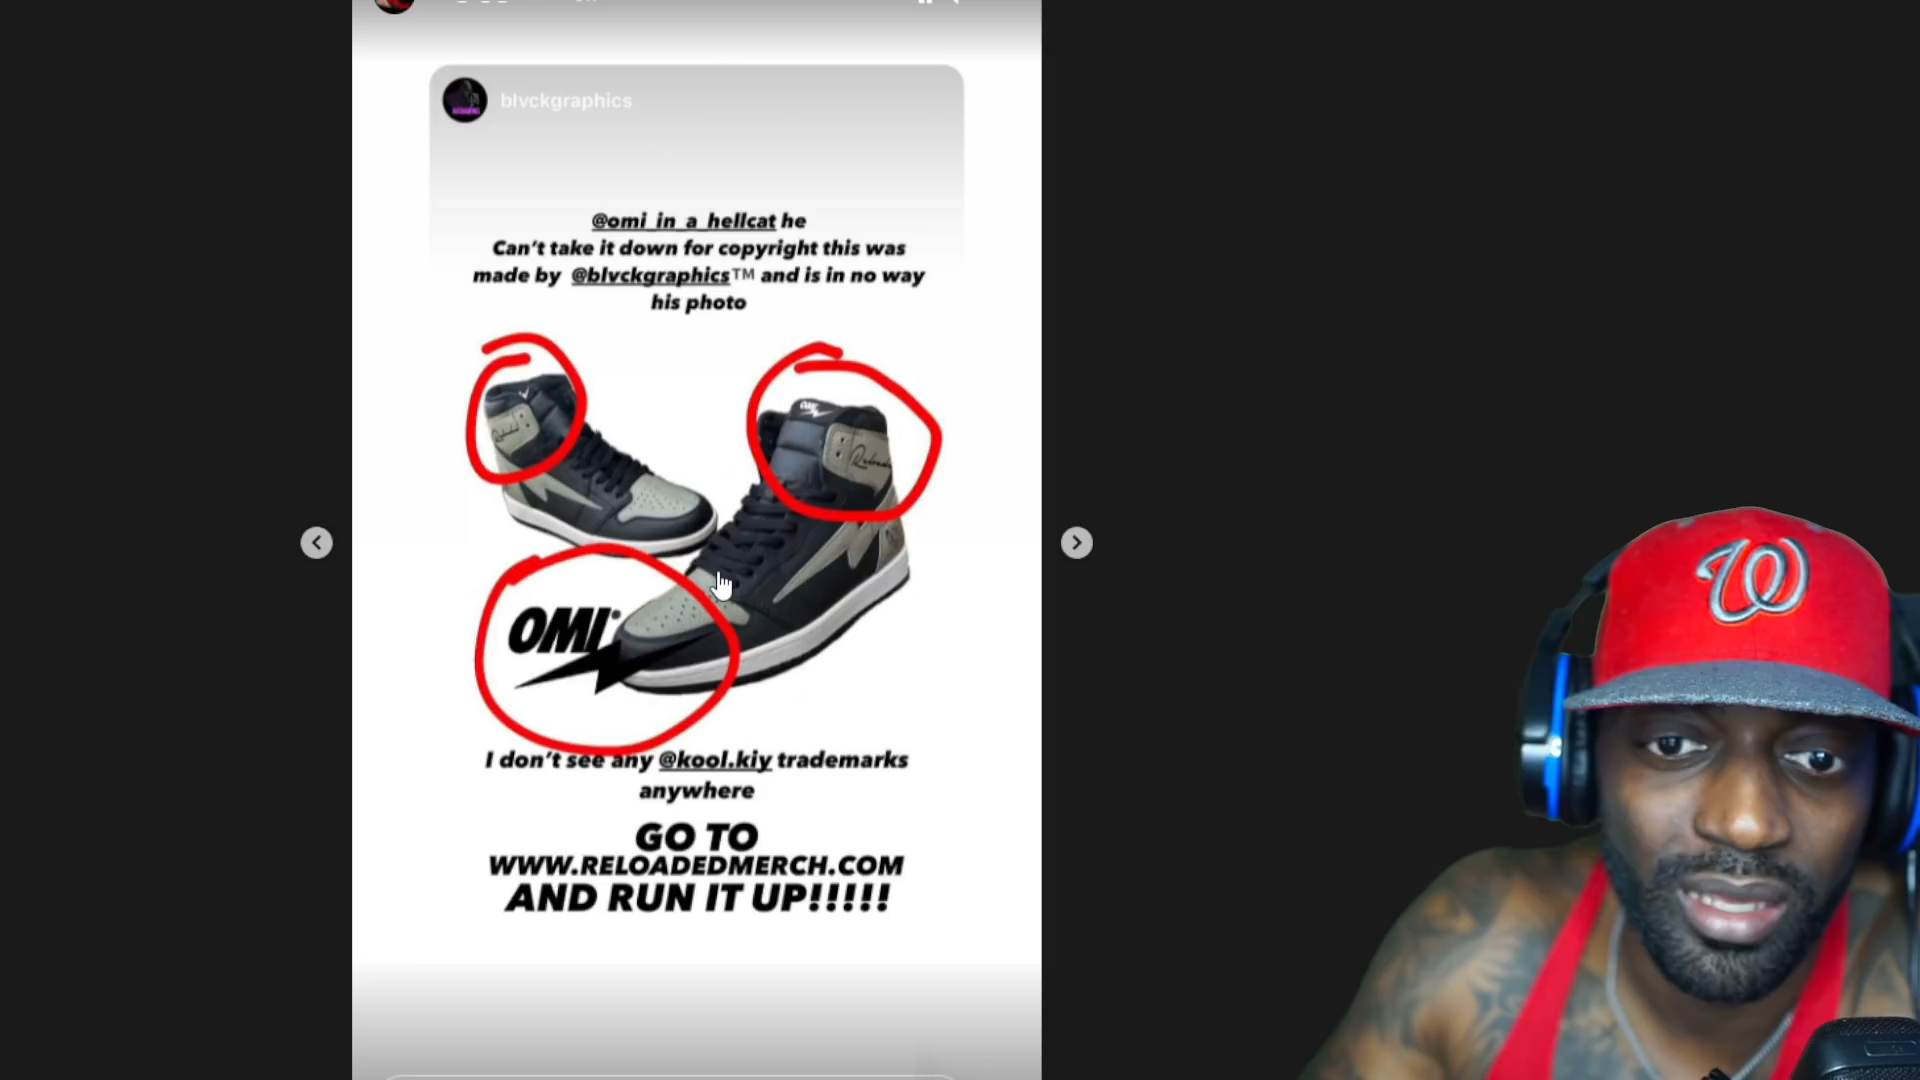 blvckgraphics
@omi_in_a_hellcat he
Can't take it down for copyright this was
made by @blvckgraphics™ and is in no way
his photo
OMI
OMI
I don't see any @kool.kiy trademarks
anywhere
GO TO
WWW.RELOADEDMERCH.COM
AND RUN IT UP!!!!!
W